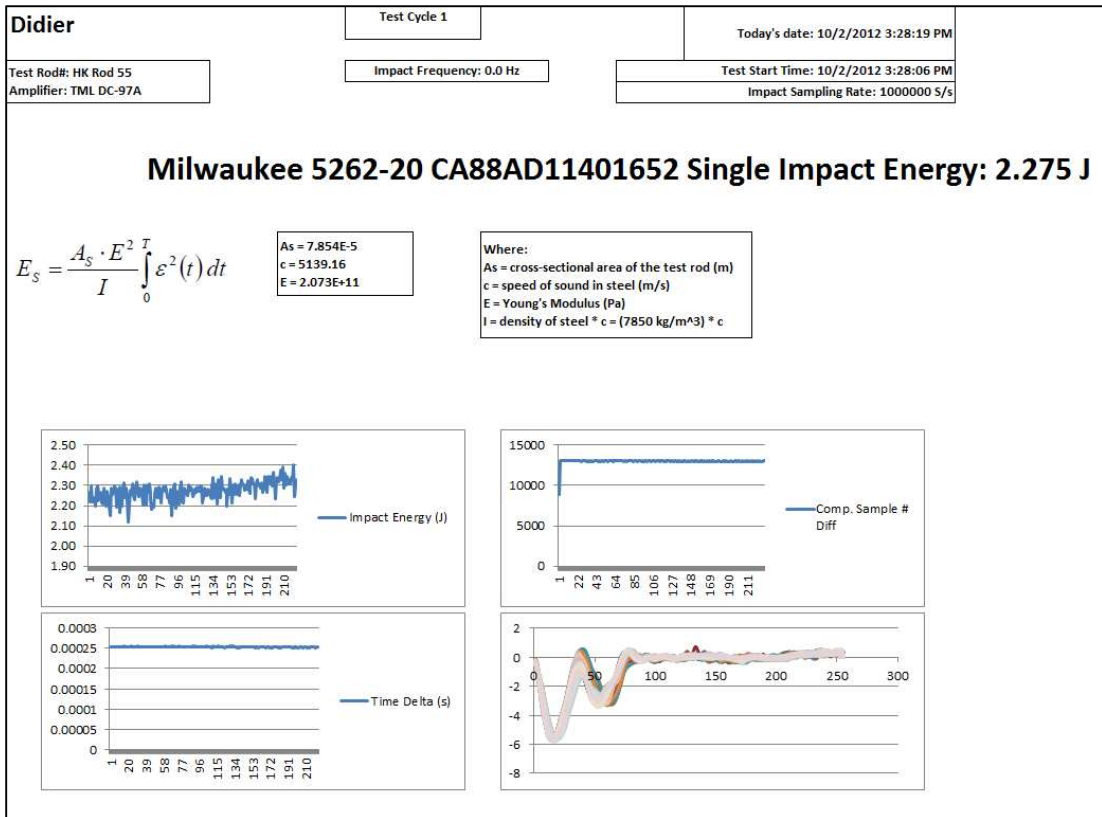 Didier
Test Cycle 1
Today's date: 10/2/2012 3:28:19 PM
Test Rod#: HK Rod 55
Amplifier: TML DC-97A
Impact Frequency: 0.0 Hz
Test Start Time: 10/2/2012 3:28:06 PM
Impact Sampling Rate: 1000000 S/s
Milwaukee 5262-20 CA88AD11401652 Single Impact Energy: 2.275 J
E_S = \frac{A_S \cdot E^2}{I} \int_0^T \varepsilon^2(t) dt
As = 7.854E-5
c = 5139.16
E = 2.073E+11
Where:
As = cross-sectional area of the test rod (m)
c = speed of sound in steel (m/s)
E = Young's Modulus (Pa)
I = density of steel * c = (7850 kg/m^3) * c
2.50
2.40
2.30
2.20
2.10
2.00
1.90
1 20 39 58 77 96 115 134 153 172 191 210
Impact Energy (J)
15000
10000
5000
0
1 22 43 64 85 106 127 148 169 190 211
Comp. Sample #
Diff
0.0003
0.00025
0.0002
0.00015
0.0001
0.00005
0
1 20 39 58 77 96 115 134 153 172 191 210
Time Delta (s)
2
0
-2
-4
-6
-8
0 50 100 150 200 250 300